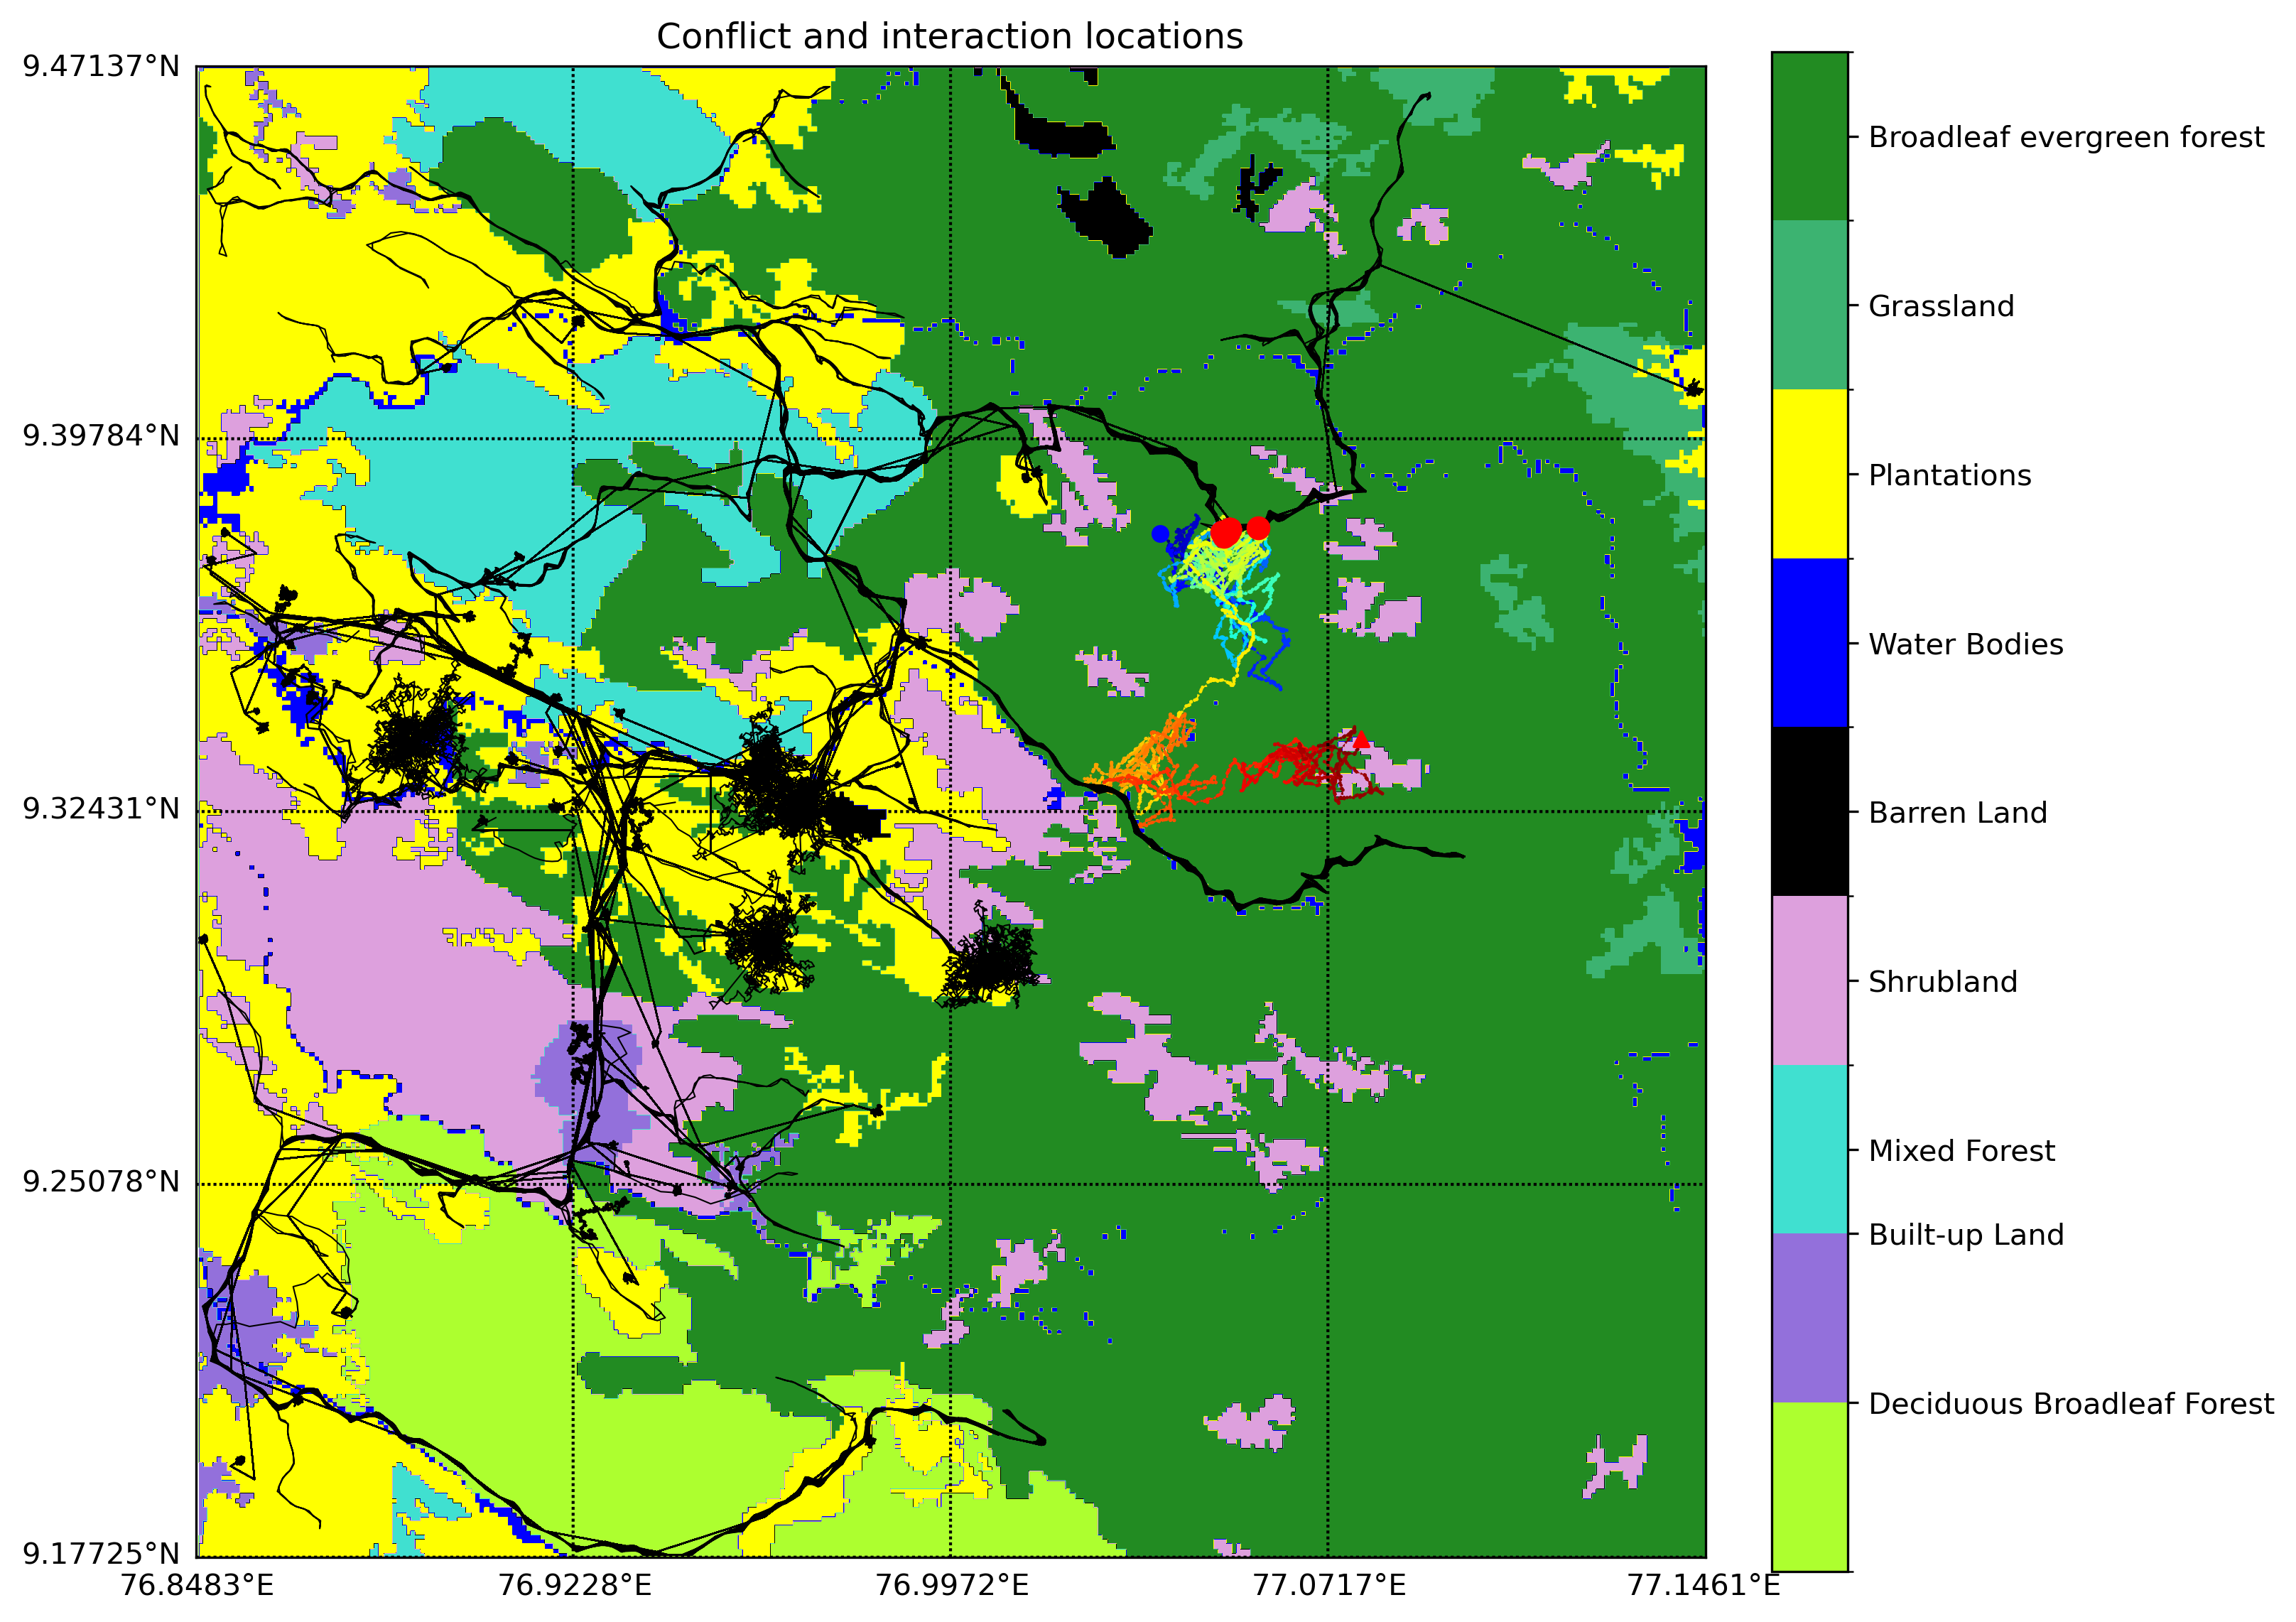 Conflict and interaction locations
9.47137°N
9.39784°N
9.32431°N
9.25078°N
9.17725°N
76.8483°E
76.9228°E
76.9972°E
77.0717°E
77.1461°E
Broadleaf evergreen forest
Grassland
Plantations
Water Bodies
Barren Land
Shrubland
Mixed Forest
Built-up Land
Deciduous Broadleaf Forest